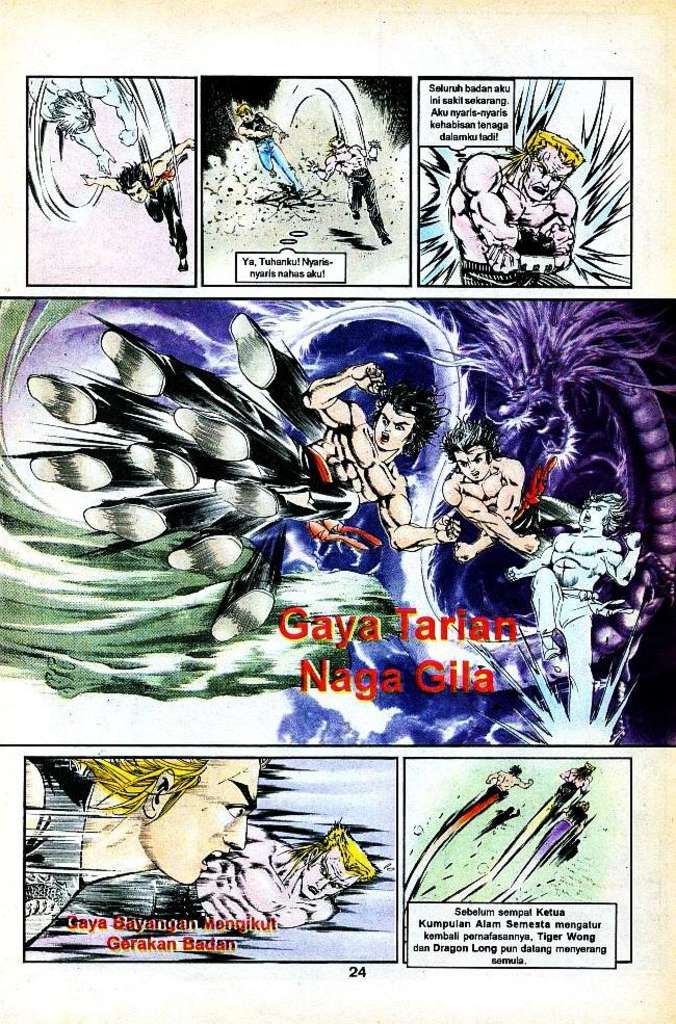 Seluruh badan aku
ini sakit sekarang.
Aku nyaris-nyaris
kehabisan tenaga
dalamku tadi!
Ya, Tuhanku! Nyaris-
nyaris nahas aku!
Gaya Tarian
Naga Gila
Gaya Bayangan Mengikut
Gerakan Badan
Sebelum sempat Ketua
Kumpulan Alam Semesta mengatur
kembali pernafasannya, Tiger Wong
dan Dragon Long pun datang menyerang
semula.
24